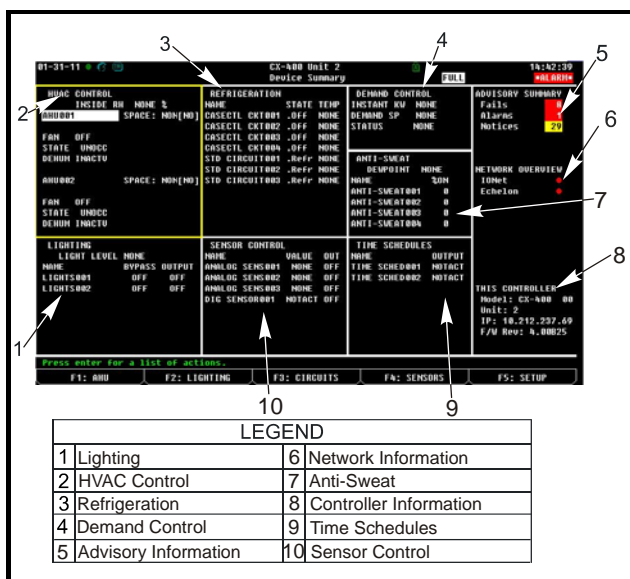 3
4
01-31-11
CX-400 Unit 2
14:42:39
5
Device Summary
FULL
*ALARM*
2
HVAC CONTROL
INSIDE RH NONE %
AHU001 SPACE: NON[NO]
FAN OFF
STATE UNOCC
DEHUM INACTV
AHU002 SPACE: NON[NO]
FAN OFF
STATE UNOCC
DEHUM INACTV
REFRIGERATION
NAME STATE TEMP
CASECTL CKT001 .OFF NONE
CASECTL CKT002 .OFF NONE
CASECTL CKT003 .OFF NONE
CASECTL CKT004 .OFF NONE
STD CIRCUIT001 .Refr NONE
STD CIRCUIT002 .Refr NONE
STD CIRCUIT003 .Refr NONE
DEMAND CONTROL
INSTANT KW NONE
DEMAND SP NONE
STATUS NONE
ANTI-SWEAT
DEWPOINT NONE
NAME %ON
ANTI-SWEAT001 0
ANTI-SWEAT002 0
ANTI-SWEAT003 0
ANTI-SWEAT004 0
ADVISORY SUMMARY
Fails
Alarms 1
Notices 29
6
NETWORK OVERVIEW
IONet
Echelon
7
LIGHTING
LIGHT LEVEL NONE
NAME BYPASS OUTPUT
LIGHTS001 OFF OFF
LIGHTS002 OFF OFF
1
SENSOR CONTROL
NAME VALUE OUT
ANALOG SENS001 NONE OFF
ANALOG SENS002 NONE OFF
ANALOG SENS003 NONE OFF
DIG SENSOR001 NOTACT OFF
TIME SCHEDULES
NAME OUTPUT
TIME SCHED001 NOTACT
TIME SCHED002 NOTACT
8
THIS CONTROLLER
Model: CX-400 00
Unit: 2
IP: 10.212.237.69
F/W Rev: 4.00B25
Press enter for a list of actions.
F1: AHU F2: LIGHTING F3: CIRCUITS F4: SENSORS F5: SETUP
10
9
LEGEND
1 Lighting 6 Network Information
2 HVAC Control 7 Anti-Sweat
3 Refrigeration 8 Controller Information
4 Demand Control 9 Time Schedules
5 Advisory Information 10 Sensor Control